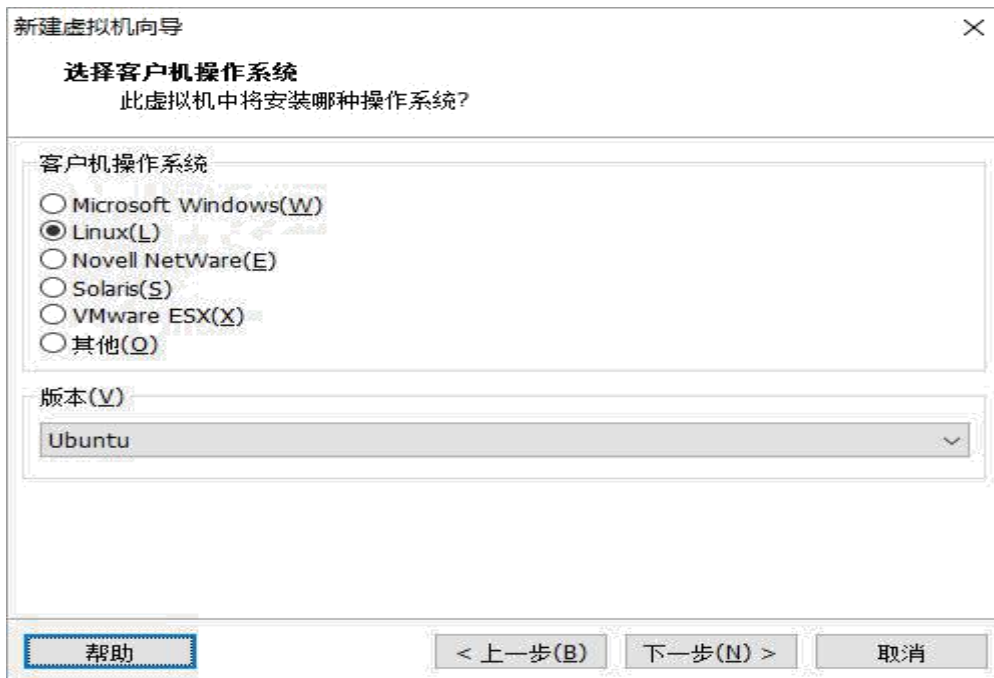 新建虚拟机向导
选择客户机操作系统
此虚拟机中将安装哪种操作系统?
客户机操作系统
Microsoft Windows(W)
Linux(L)
Novell NetWare(E)
Solaris(S)
VMware ESX(X)
其他(O)
版本(V)
Ubuntu
帮助
< 上一步(B)
下一步(N) >
取消